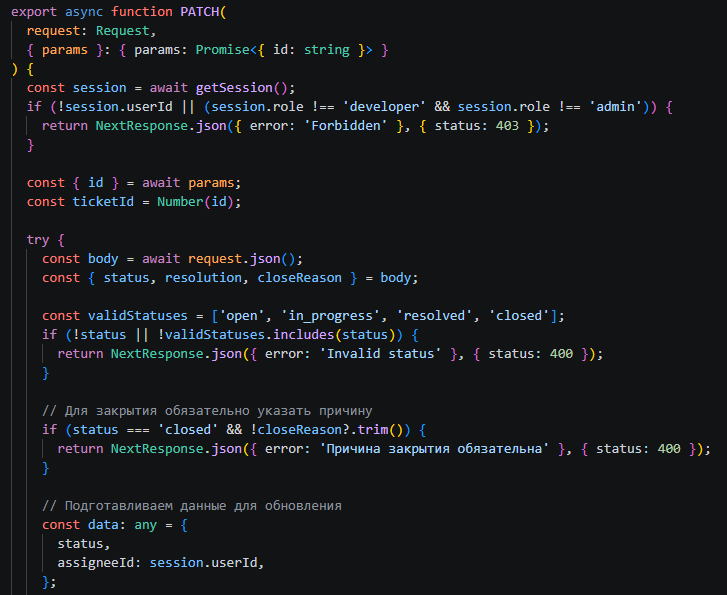 export async function PATCH(
  request: Request,
  { params }: { params: Promise<{ id: string }> }
) {
  const session = await getSession();
  if (!session.userId || (session.role !== 'developer' && session.role !== 'admin')) {
    return NextResponse.json({ error: 'Forbidden' }, { status: 403 });
  }

  const { id } = await params;
  const ticketId = Number(id);

  try {
    const body = await request.json();
    const { status, resolution, closeReason } = body;

    const validStatuses = ['open', 'in_progress', 'resolved', 'closed'];
    if (!status || !validStatuses.includes(status)) {
      return NextResponse.json({ error: 'Invalid status' }, { status: 400 });
    }

    // Для закрытия обязательно указать причину
    if (status === 'closed' && !closeReason?.trim()) {
      return NextResponse.json({ error: 'Причина закрытия обязательна' }, { status: 400 });
    }

    // Подготавливаем данные для обновления
    const data: any = {
      status,
      assigneeId: session.userId,
    };